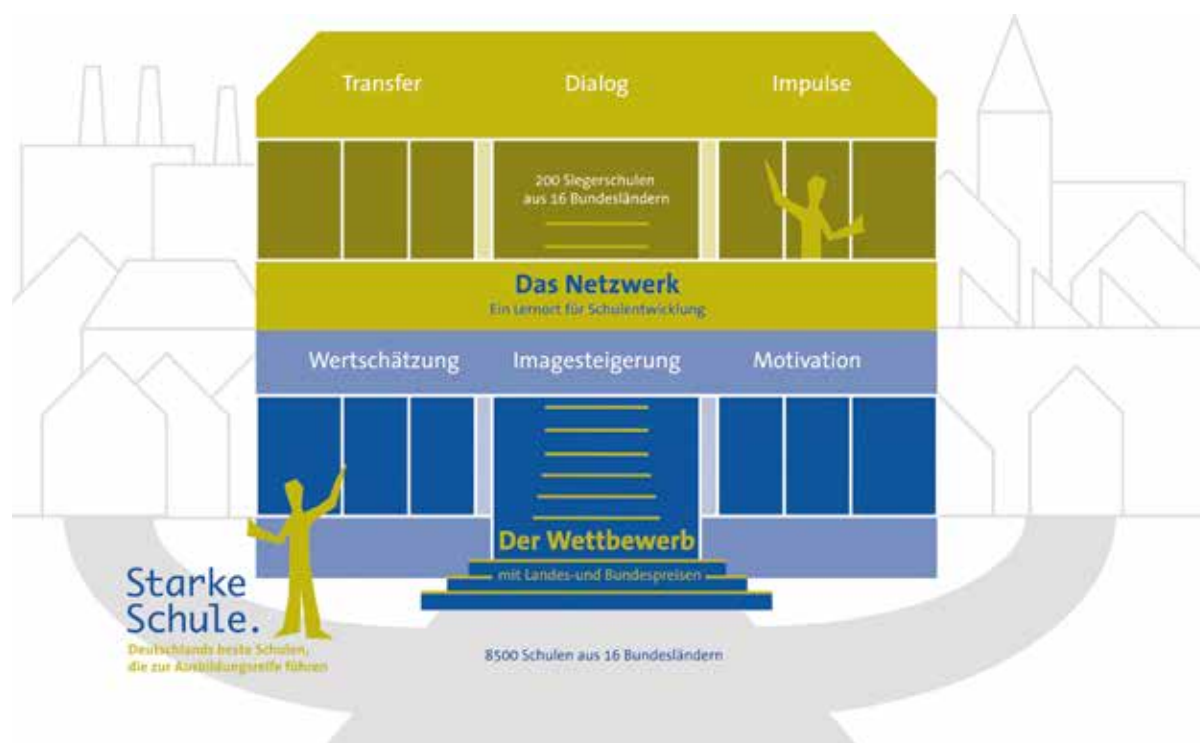 Transfer Dialog Impulse
200 Siegerschulen
aus 16 Bundesländern
Das Netzwerk
Ein Lernort für Schulentwicklung
Wertschätzung Imagesteigerung Motivation
Der Wettbewerb
mit Landes-und Bundespreisen
Starke
Schule.
Deutschlands beste Schulen,
die zur Ausbildungsreife führen
8500 Schulen aus 16 Bundesländern